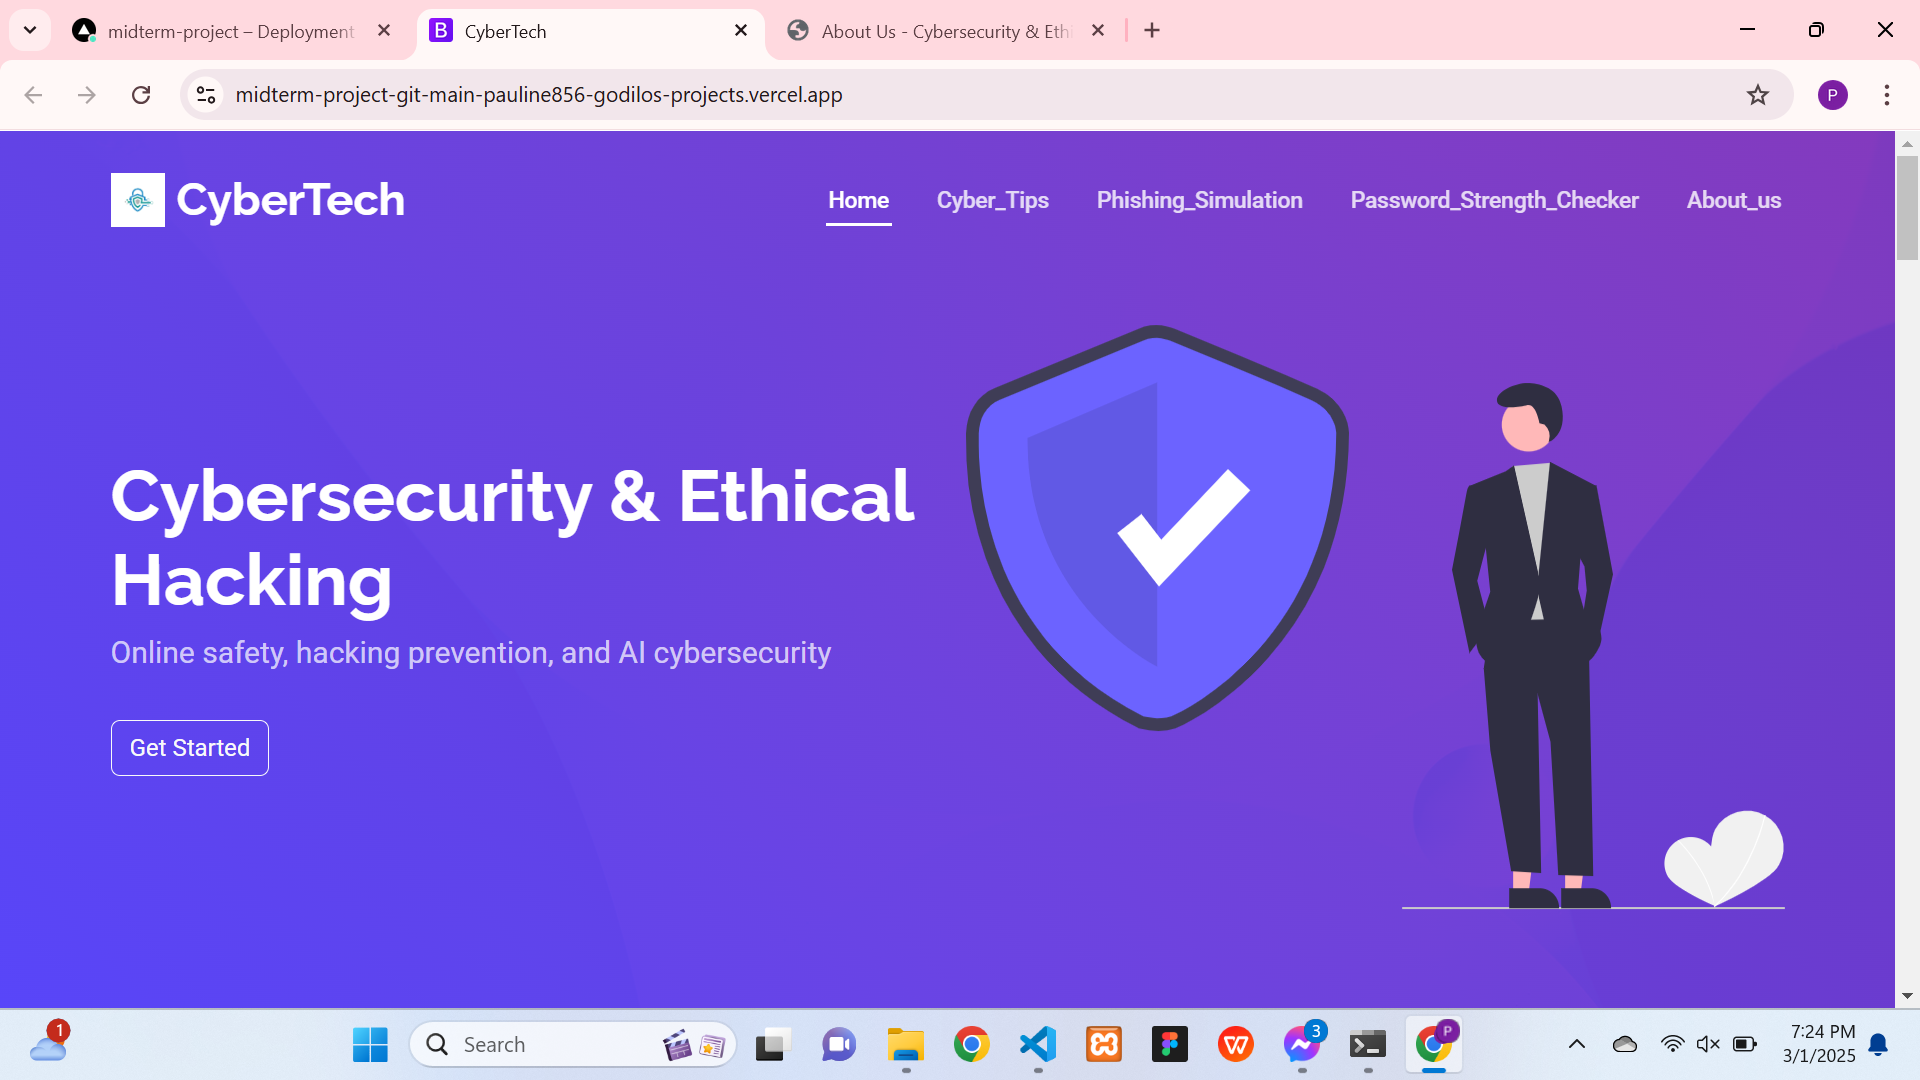 midterm-project – Deployment
B
CyberTech
About Us - Cybersecurity & Eth
midterm-project-git-main-pauline856-godilos-projects.vercel.app
P
CyberTech
Home
Cyber_Tips
Phishing_Simulation
Password_Strength_Checker
About_us
Cybersecurity & Ethical
Hacking
Online safety, hacking prevention, and AI cybersecurity
Get Started
1
Search
W
3
P
7:24 PM
3/1/2025